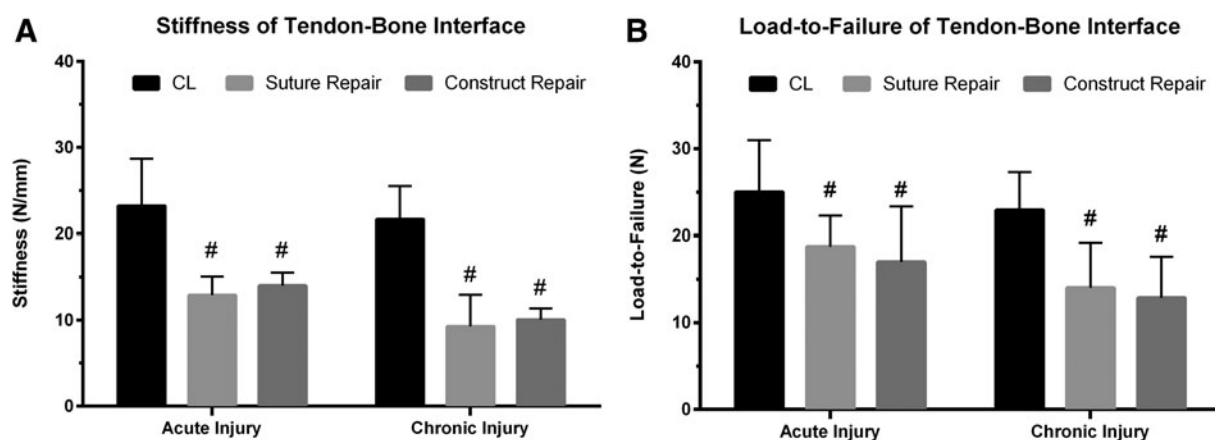 A
Stiffness of Tendon-Bone Interface
CL Suture Repair Construct Repair
Stiffness (N/mm)
40
30
20
10
0
# # # #
Acute Injury Chronic Injury
B
Load-to-Failure of Tendon-Bone Interface
CL Suture Repair Construct Repair
Load-to-Failure (N)
40
30
20
10
0
# # # #
Acute Injury Chronic Injury